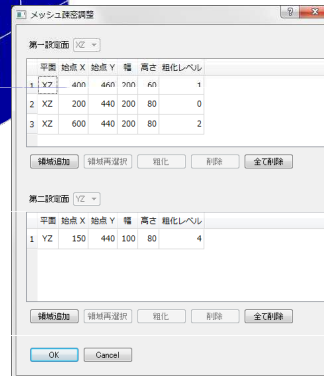 メッシュ疎密調整
第一設定面 XZ
平面 始点 X 始点 Y 幅 高さ 粗化レベル
1 XZ 400 460 200 60 1
2 XZ 200 440 200 80 0
3 XZ 600 440 200 80 2
領域追加 領域再選択 粗化 削除 全て削除
第二設定面 YZ
平面 始点 X 始点 Y 幅 高さ 粗化レベル
1 YZ 150 440 100 80 4
領域追加 領域再選択 粗化 削除 全て削除
OK Cancel